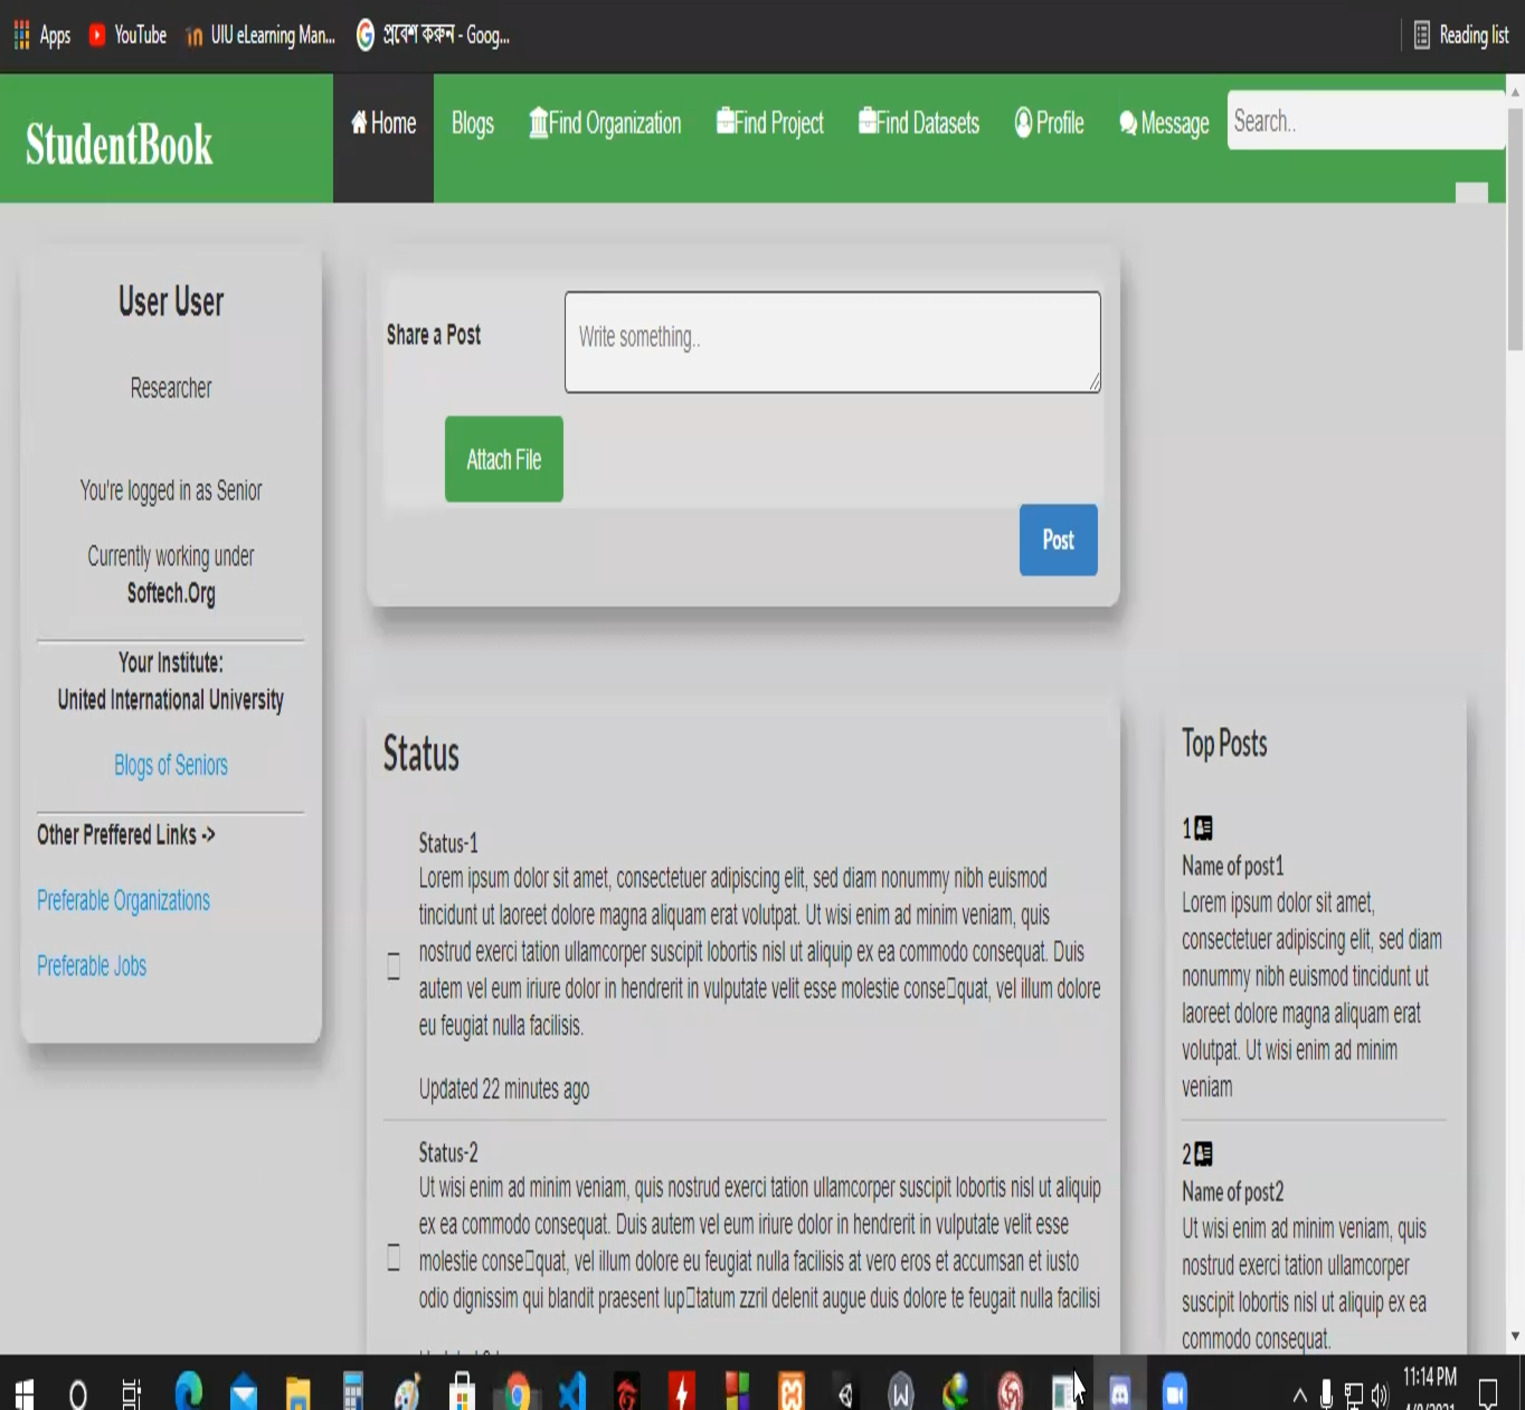 Apps YouTube UIU eLearning Man... প্রবেশ করুন - Goog... Reading list
StudentBook Home Blogs Find Organization Find Project Find Datasets Profile Message Search..
User User
Researcher
You're logged in as Senior
Currently working under
Softech.Org
Your Institute:
United International University
Blogs of Seniors
Other Preffered Links ->
Preferable Organizations
Preferable Jobs
Share a Post
Write something..
Attach File
Post
Status
Status-1
Lorem ipsum dolor sit amet, consectetuer adipiscing elit, sed diam nonummy nibh euismod
tincidunt ut laoreet dolore magna aliquam erat volutpat. Ut wisi enim ad minim veniam, quis
nostrud exerci tation ullamcorper suscipit lobortis nisl ut aliquip ex ea commodo consequat. Duis
autem vel eum iriure dolor in hendrerit in vulputate velit esse molestie conse□quat, vel illum dolore
eu feugiat nulla facilisis.
Updated 22 minutes ago
Status-2
Ut wisi enim ad minim veniam, quis nostrud exerci tation ullamcorper suscipit lobortis nisl ut aliquip
ex ea commodo consequat. Duis autem vel eum iriure dolor in hendrerit in vulputate velit esse
molestie conse□quat, vel illum dolore eu feugiat nulla facilisis at vero eros et accumsan et iusto
odio dignissim qui blandit praesent lup□tatum zzril delenit augue duis dolore te feugait nulla facilisi
Top Posts
1
Name of post1
Lorem ipsum dolor sit amet,
consectetuer adipiscing elit, sed diam
nonummy nibh euismod tincidunt ut
laoreet dolore magna aliquam erat
volutpat. Ut wisi enim ad minim
veniam
2
Name of post2
Ut wisi enim ad minim veniam, quis
nostrud exerci tation ullamcorper
suscipit lobortis nisl ut aliquip ex ea
commodo consequat.
11:14 PM